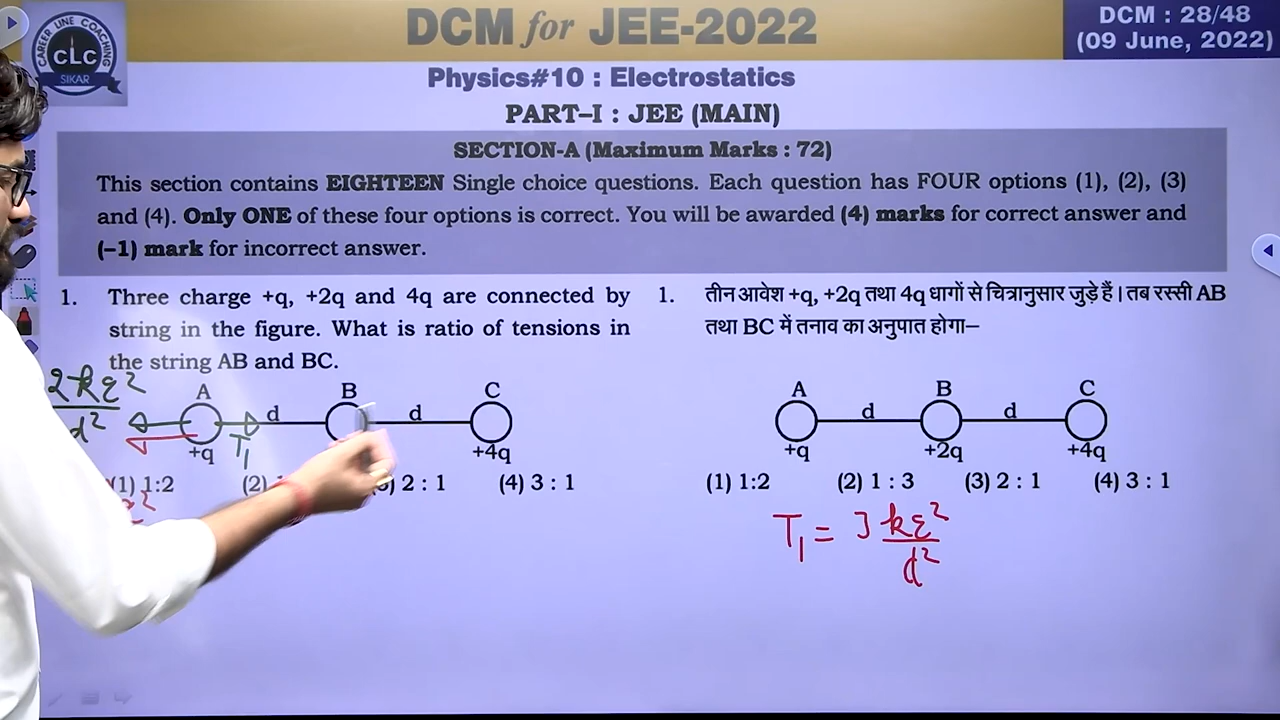 DCM for JEE-2022
DCM : 28/48
(09 June, 2022)
CAREER LINE COACHING
CLC
SIKAR
Physics#10 : Electrostatics
PART–I : JEE (MAIN)
SECTION-A (Maximum Marks : 72)
This section contains EIGHTEEN Single choice questions. Each question has FOUR options (1), (2), (3)
and (4). Only ONE of these four options is correct. You will be awarded (4) marks for correct answer and
(–1) mark for incorrect answer.
1. Three charge +q, +2q and 4q are connected by
string in the figure. What is ratio of tensions in
the string AB and BC.
2kq²
d²
A B C
d d
T₁
+q +4q
(1) 1:2 (2) 2 : 1 (4) 3 : 1
1. तीन आवेश +q, +2q तथा 4q धागों से चित्रानुसार जुड़े हैं। तब रस्सी AB
तथा BC में तनाव का अनुपात होगा–
A B C
d d
+q +2q +4q
(1) 1:2 (2) 1 : 3 (3) 2 : 1 (4) 3 : 1
T₁ = 3 kq²
d²